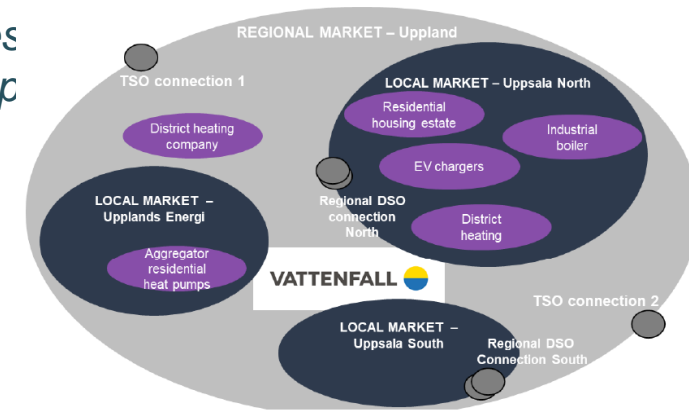 es
p
REGIONAL MARKET – Uppland
TSO connection 1
LOCAL MARKET – Uppsala North
Residential
housing estate
Industrial
boiler
District heating
company
EV chargers
LOCAL MARKET –
Upplands Energi
Regional DSO
connection
North
District
heating
Aggregator
residential
heat pumps
VATTENFALL
TSO connection 2
LOCAL MARKET –
Uppsala South
Regional DSO
Connection South